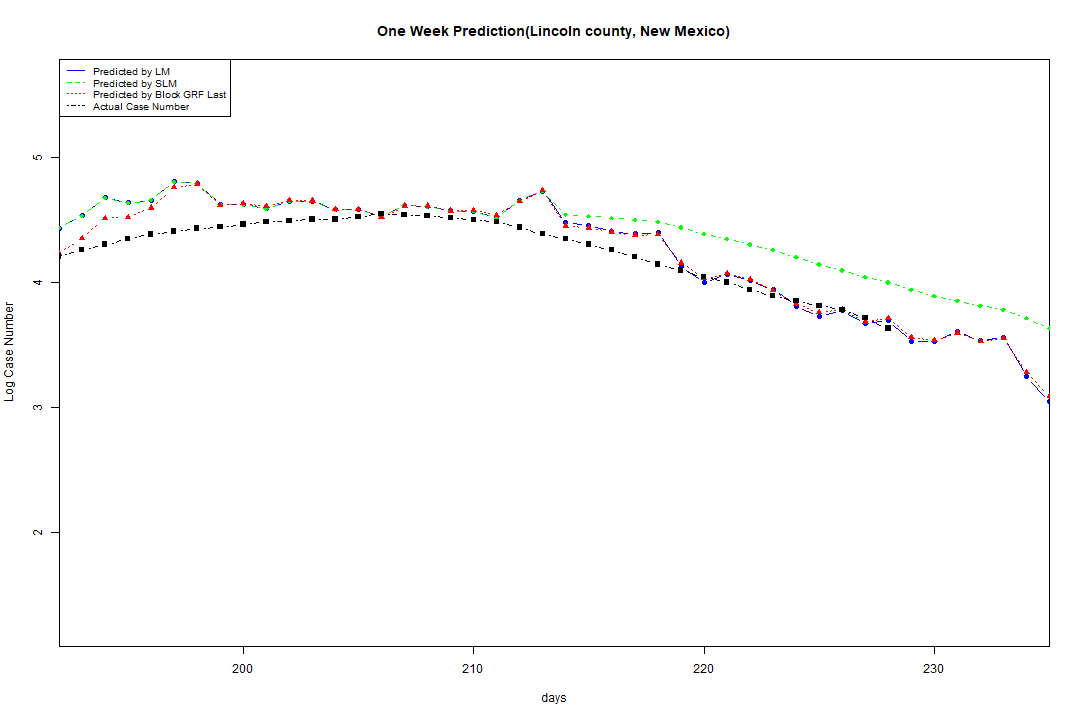 One Week Prediction(Lincoln county, New Mexico)
Predicted by LM
Predicted by SLM
Predicted by Block GRF Last
Actual Case Number
5
4
3
2
Log Case Number
200 210 220 230
days